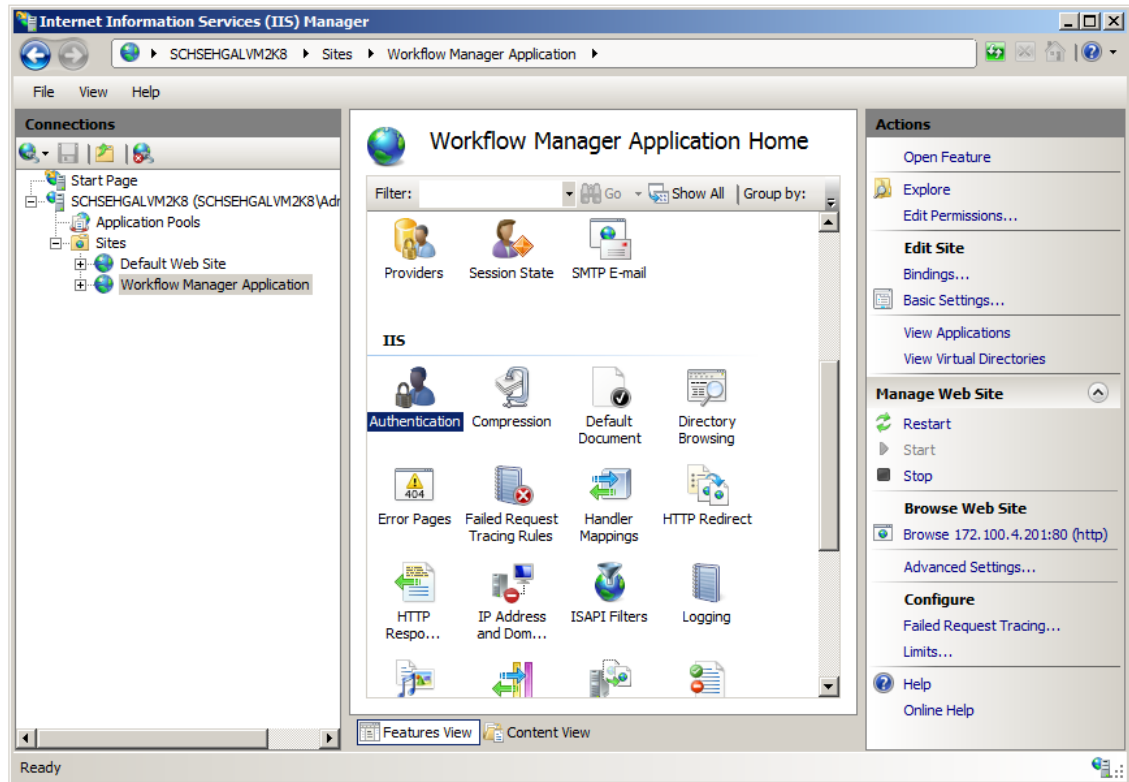 Internet Information Services (IIS) Manager
SCHSEHGALVM2K8 Sites Workflow Manager Application
File View Help
Connections
Start Page
SCHSEHGALVM2K8 (SCHSEHGALVM2K8\Adr
Application Pools
Sites
Default Web Site
Workflow Manager Application
Workflow Manager Application Home
Filter: Go Show All Group by:
Providers Session State SMTP E-mail
IIS
Authentication Compression Default Directory
Document Browsing
404
Error Pages Failed Request Handler HTTP Redirect
Tracing Rules Mappings
HTTP IP Address ISAPI Filters Logging
Respo... and Dom...
Features View Content View
Actions
Open Feature
Explore
Edit Permissions...
Edit Site
Bindings...
Basic Settings...
View Applications
View Virtual Directories
Manage Web Site
Restart
Start
Stop
Browse Web Site
Browse 172.100.4.201:80 (http)
Advanced Settings...
Configure
Failed Request Tracing...
Limits...
Help
Online Help
Ready